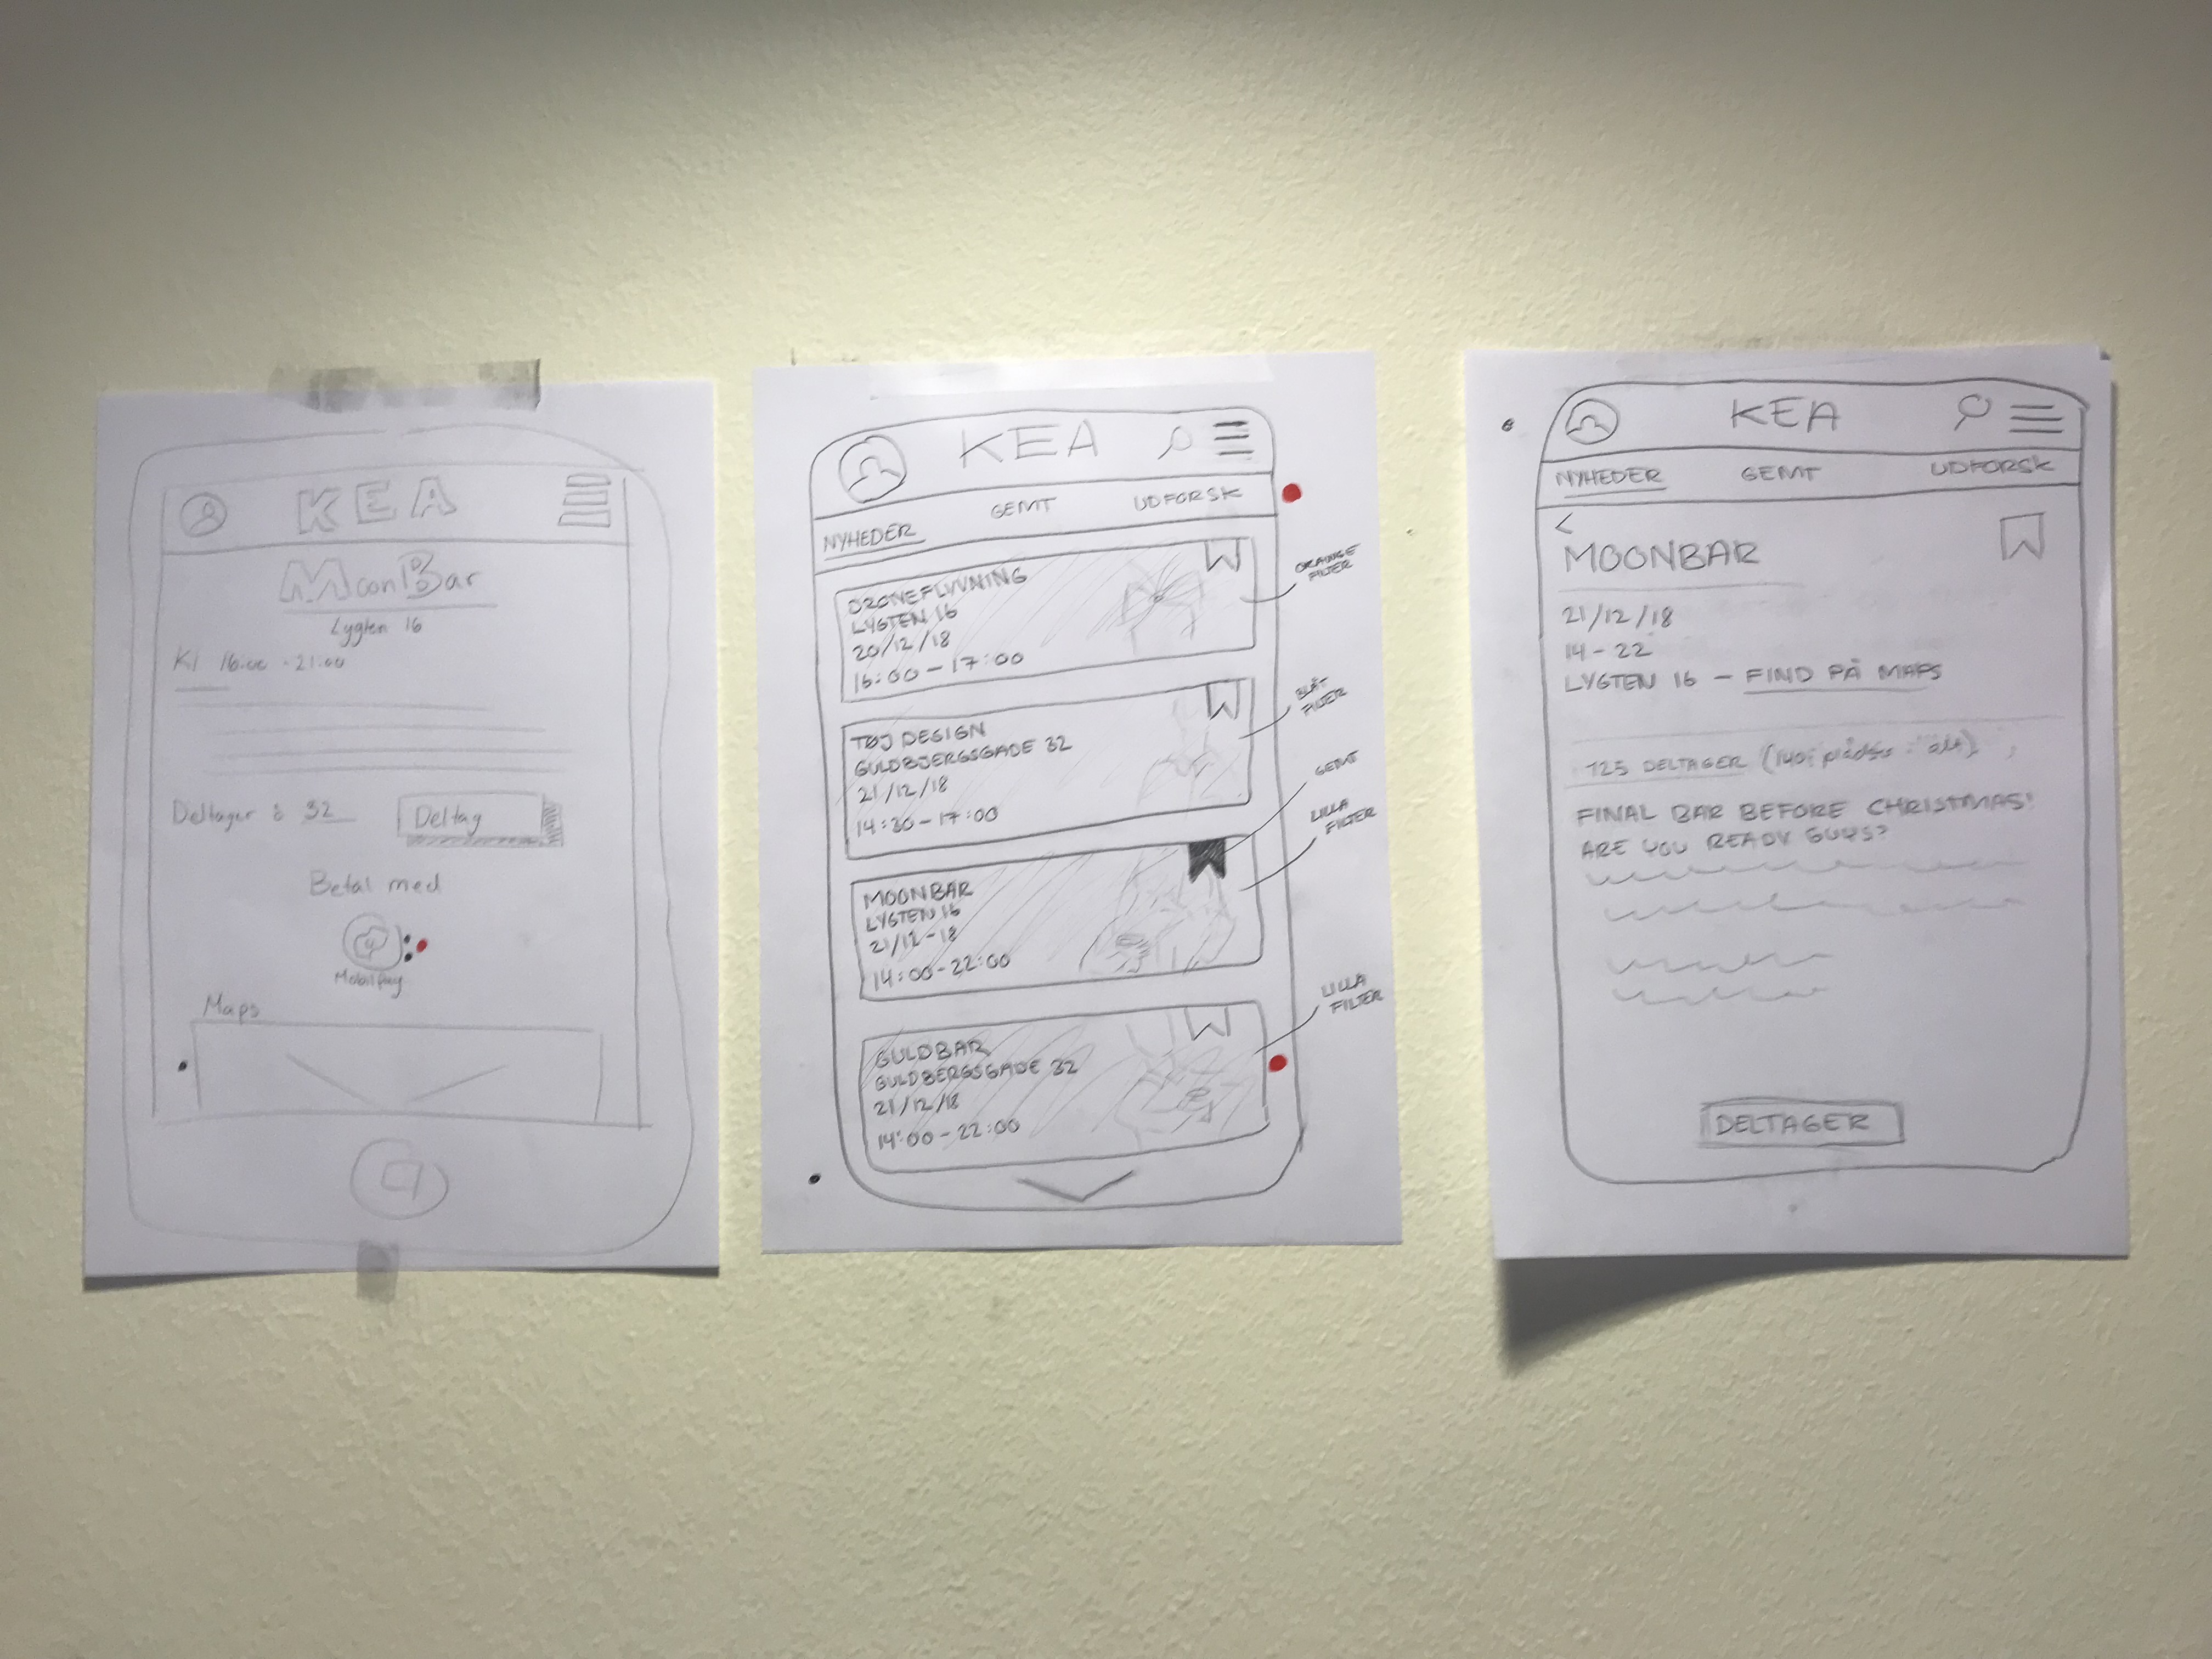 KEA
MoonBar
Lygten 16
Kl 16:00 - 21:00
Deltager : 32
Deltag
Betal med
MobilPay
Maps
KEA
NYHEDER GEMT UDFORSK
DRONEFLYVNING
LYGTEN 16
20/12/18
16:00 - 17:00
ORANGE
FILTER
TØJ DESIGN
GULDBJERGSGADE 32
21/12/18
14:30 - 17:00
BLÅT
FILTER
GEMT
MOONBAR
LYGTEN 16
21/12-18
14:00-22:00
LILLA
FILTER
GULDBAR
GULDBERGSGADE 32
21/12/18
14:00-22:00
LILLA
FILTER
KEA
NYHEDER GEMT UDFORSK
<
MOONBAR
21/12/18
14-22
LYGTEN 16 - FIND PÅ MAPS
125 DELTAGER (140 pladser i alt)
FINAL BAR BEFORE CHRISTMAS!
ARE YOU READY GUYS?
DELTAGER